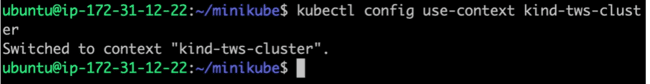 ubuntu@ip-172-31-12-22:~/minikube$ kubectl config use-context kind-tws-clust
er
Switched to context "kind-tws-cluster".
ubuntu@ip-172-31-12-22:~/minikube$